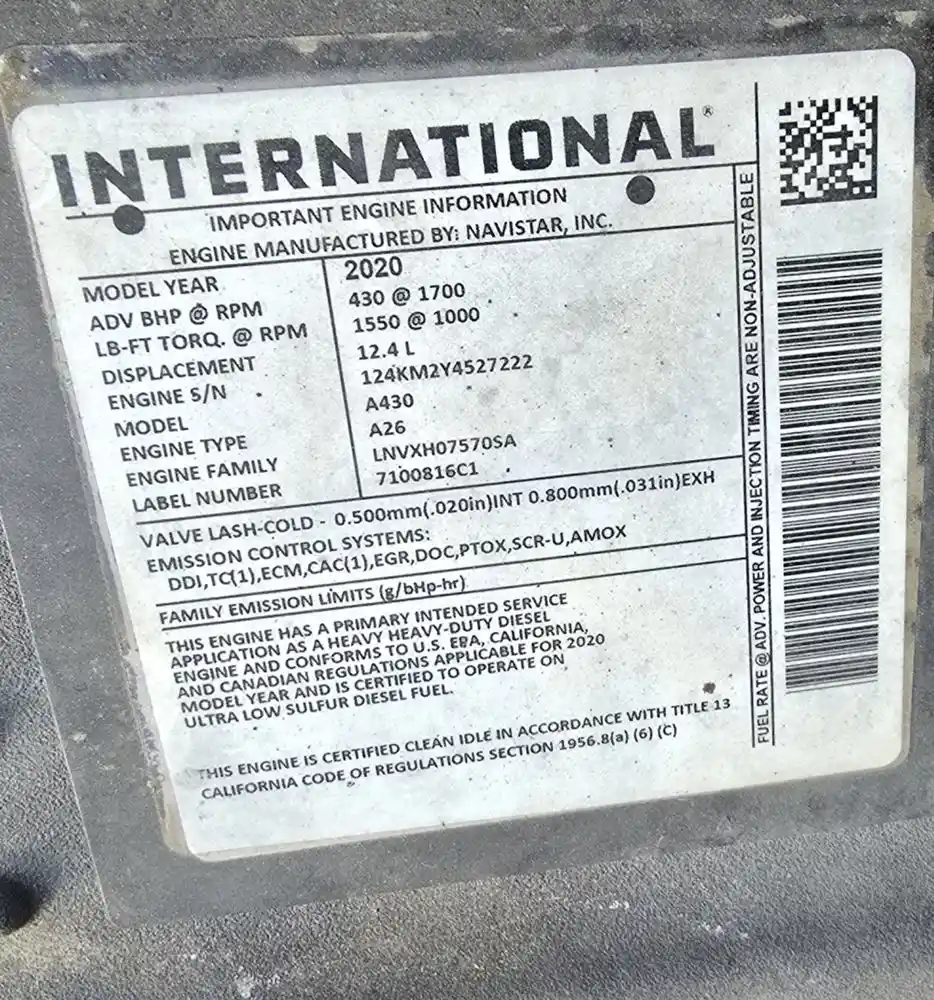 INTERNATIONAL®
IMPORTANT ENGINE INFORMATION
ENGINE MANUFACTURED BY: NAVISTAR, INC.
MODEL YEAR 2020
ADV BHP @ RPM 430 @ 1700
LB-FT TORQ. @ RPM 1550 @ 1000
DISPLACEMENT 12.4 L
ENGINE S/N 124KM2Y4527222
MODEL A430
ENGINE TYPE A26
ENGINE FAMILY LNVXH07570SA
LABEL NUMBER 7100816C1
VALVE LASH-COLD - 0.500mm(.020in)INT 0.800mm(.031in)EXH
EMISSION CONTROL SYSTEMS:
DDI,TC(1),ECM,CAC(1),EGR,DOC,PTOX,SCR-U,AMOX
FAMILY EMISSION LIMITS (g/bHp-hr)
THIS ENGINE HAS A PRIMARY INTENDED SERVICE
APPLICATION AS A HEAVY HEAVY-DUTY DIESEL
ENGINE AND CONFORMS TO U.S. EPA, CALIFORNIA,
AND CANADIAN REGULATIONS APPLICABLE FOR 2020
MODEL YEAR AND IS CERTIFIED TO OPERATE ON
ULTRA LOW SULFUR DIESEL FUEL.
THIS ENGINE IS CERTIFIED CLEAN IDLE IN ACCORDANCE WITH TITLE 13
CALIFORNIA CODE OF REGULATIONS SECTION 1956.8(a) (6) (C)
FUEL RATE @ ADV. POWER AND INJECTION TIMING ARE NON-ADJUSTABLE